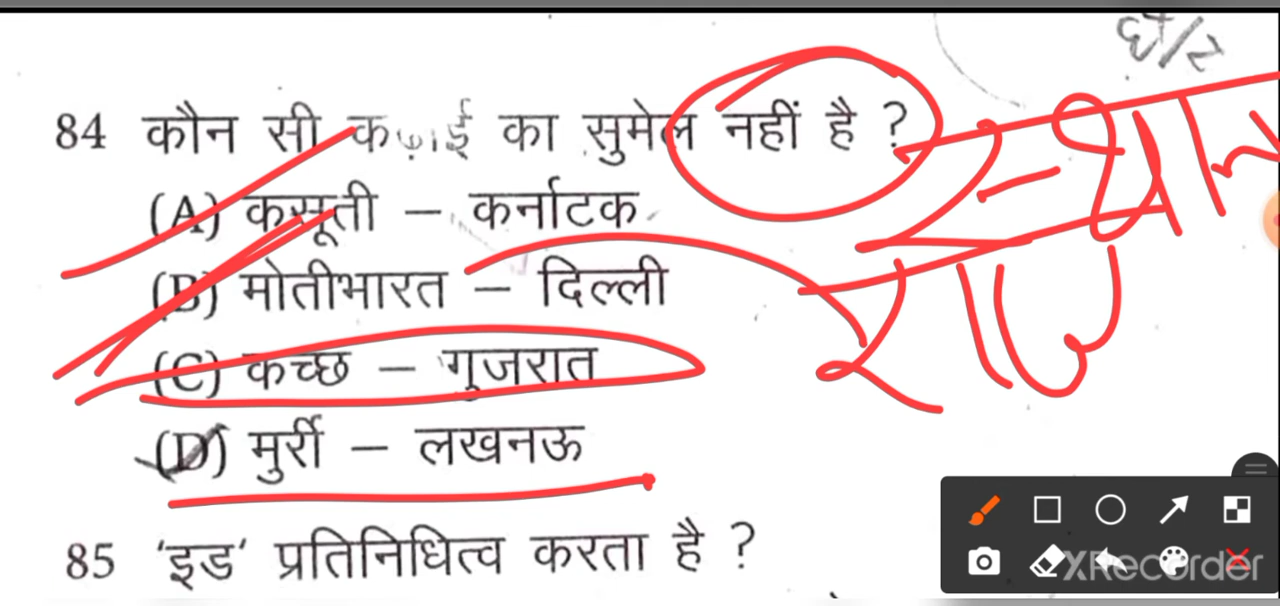 84 कौन सी कढ़ाई का सुमेल नहीं है ?
(A) कसूती – कर्नाटक
(B) मोतीभारत – दिल्ली
(C) कच्छ – गुजरात
(D) मुर्री – लखनऊ
85 'इड' प्रतिनिधित्व करता है ?
XRecorder